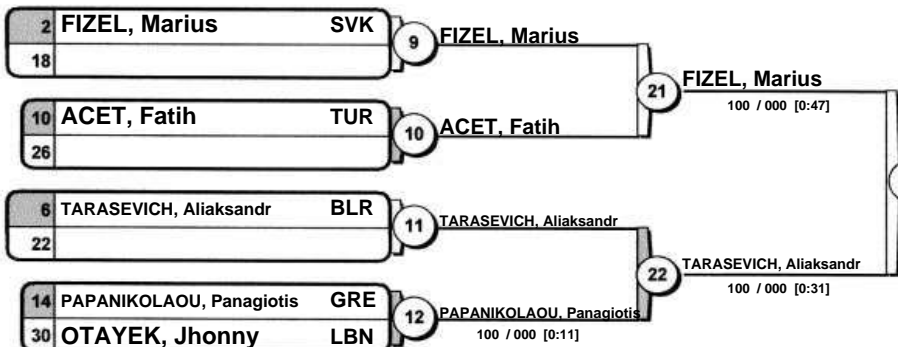 2 FIZEL, Marius SVK
18
9 FIZEL, Marius
10 ACET, Fatih TUR
26
10 ACET, Fatih
21 FIZEL, Marius
100 / 000 [0:47]
6 TARASEVICH, Aliaksandr BLR
22
11 TARASEVICH, Aliaksandr
14 PAPANIKOLAOU, Panagiotis GRE
30 OTAYEK, Jhonny LBN
12 PAPANIKOLAOU, Panagiotis
100 / 000 [0:11]
22 TARASEVICH, Aliaksandr
100 / 000 [0:31]